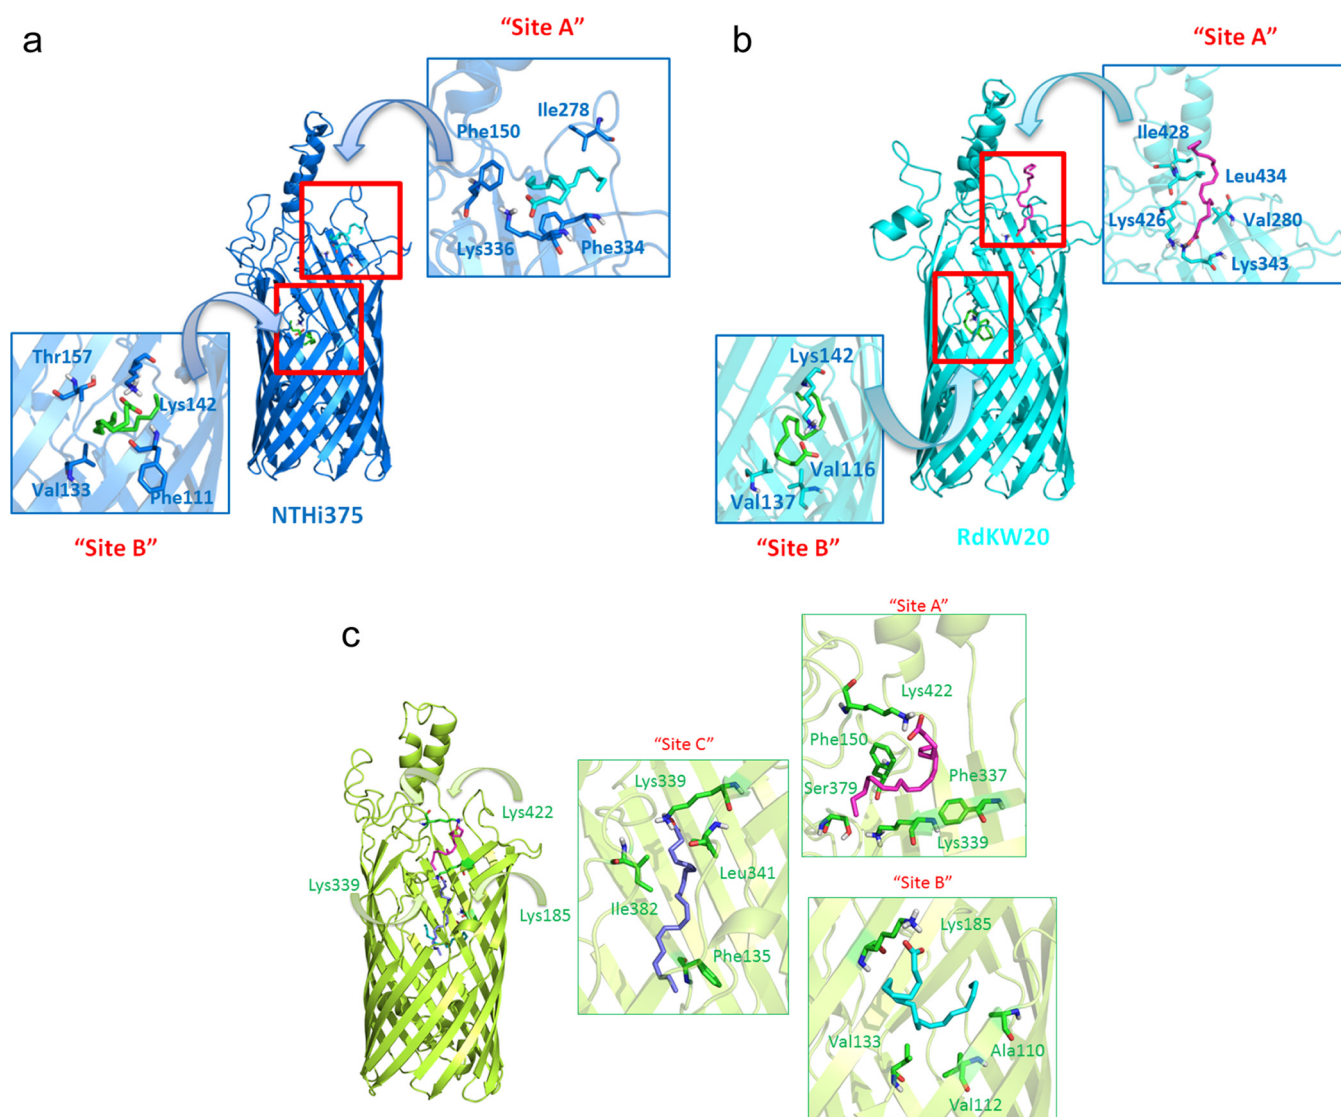 a
“Site A”
Ile278
Phe150
Lys336
Phe334
Thr157
Lys142
Val133
Phe111
NTHi375
“Site B”
b
“Site A”
Ile428
Leu434
Lys426
Val280
Lys343
Lys142
Val116
Val137
“Site B”
RdKW20
c
Lys422
Lys339
Lys185
“Site C”
Lys339
Leu341
Ile382
Phe135
“Site A”
Lys422
Phe150
Phe337
Ser379
Lys339
“Site B”
Lys185
Val133
Ala110
Val112